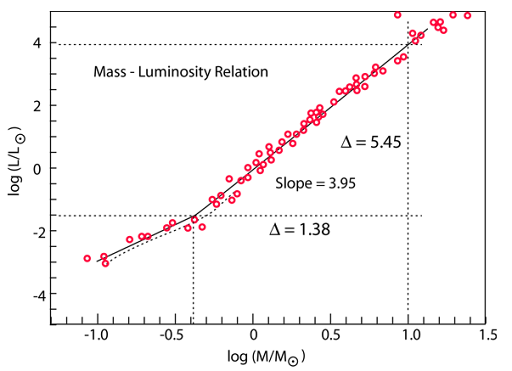 Mass - Luminosity Relation
log (L/L☉)
4
2
0
-2
-4
Δ = 5.45
Slope = 3.95
Δ = 1.38
-1.0 -0.5 0 0.5 1.0 1.5
log (M/M☉)